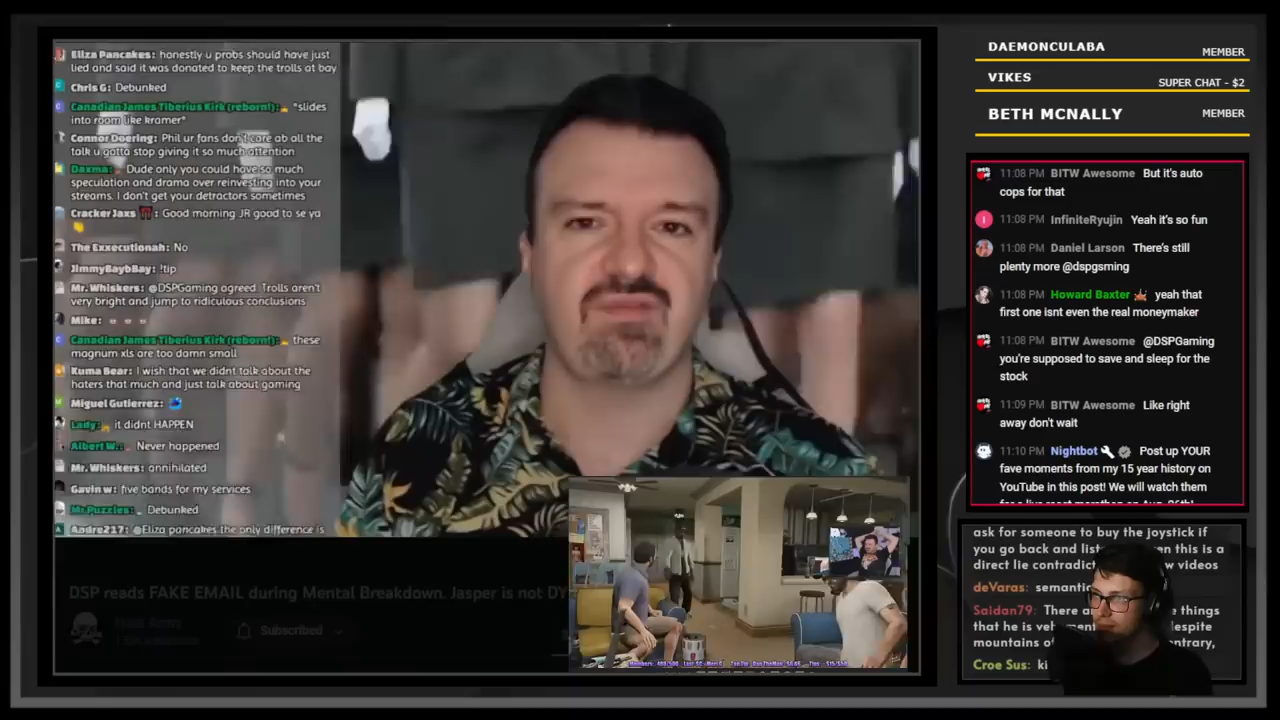 Eliza Pancakes: honestly u probs should have just
lied and said it was donated to keep the trolls at bay
Chris G: Debunked
Canadian James Tiberius Kirk (reborn!): *slides
into room like kramer*
Connor Doering: Phil ur fans don't care ab all the
talk u gotta stop giving it so much attention
Daxma: Dude only you could have so much
speculation and drama over reinvesting into your
streams. I don't get your detractors sometimes
CrackerJaxs: Good morning JR good to se ya
The Exxecutionah: No
JimmyBaybBay: !tip
Mr. Whiskers: @DSPGaming agreed. Trolls aren't
very bright and jump to ridiculous conclusions
Mike:
Canadian James Tiberius Kirk (reborn!): these
magnum xls are too damn small
Kuma Bear: I wish that we didnt talk about the
haters that much and just talk about gaming
Miguel Gutierrez:
Lady: it didnt HAPPEN
Albert W.: Never happened
Mr. Whiskers: annihilated
Gavin w: five bands for my services
Mr.Puzzles: Debunked
Andre217: @Eliza pancakes the only difference is
DSP reads FAKE EMAIL during Mental Breakdown. Jasper is not DY
Subscribed
DAEMONCULABA MEMBER
VIKES SUPER CHAT - $2
BETH MCNALLY MEMBER
11:08 PM BITW Awesome But it's auto
cops for that
11:08 PM InfiniteRyujin Yeah it's so fun
11:08 PM Daniel Larson There's still
plenty more @dspgsming
11:08 PM Howard Baxter yeah that
first one isnt even the real moneymaker
11:08 PM BITW Awesome @DSPGaming
you're supposed to save and sleep for the
stock
11:09 PM BITW Awesome Like right
away don't wait
11:10 PM Nightbot Post up YOUR
fave moments from my 15 year history on
YouTube in this post! We will watch them
ask for someone to buy the joystick if
you go back and this is a
direct lie contradict videos
deVaras: semantic
Saidan79: There things
that he is
mountains
Croe Sus: